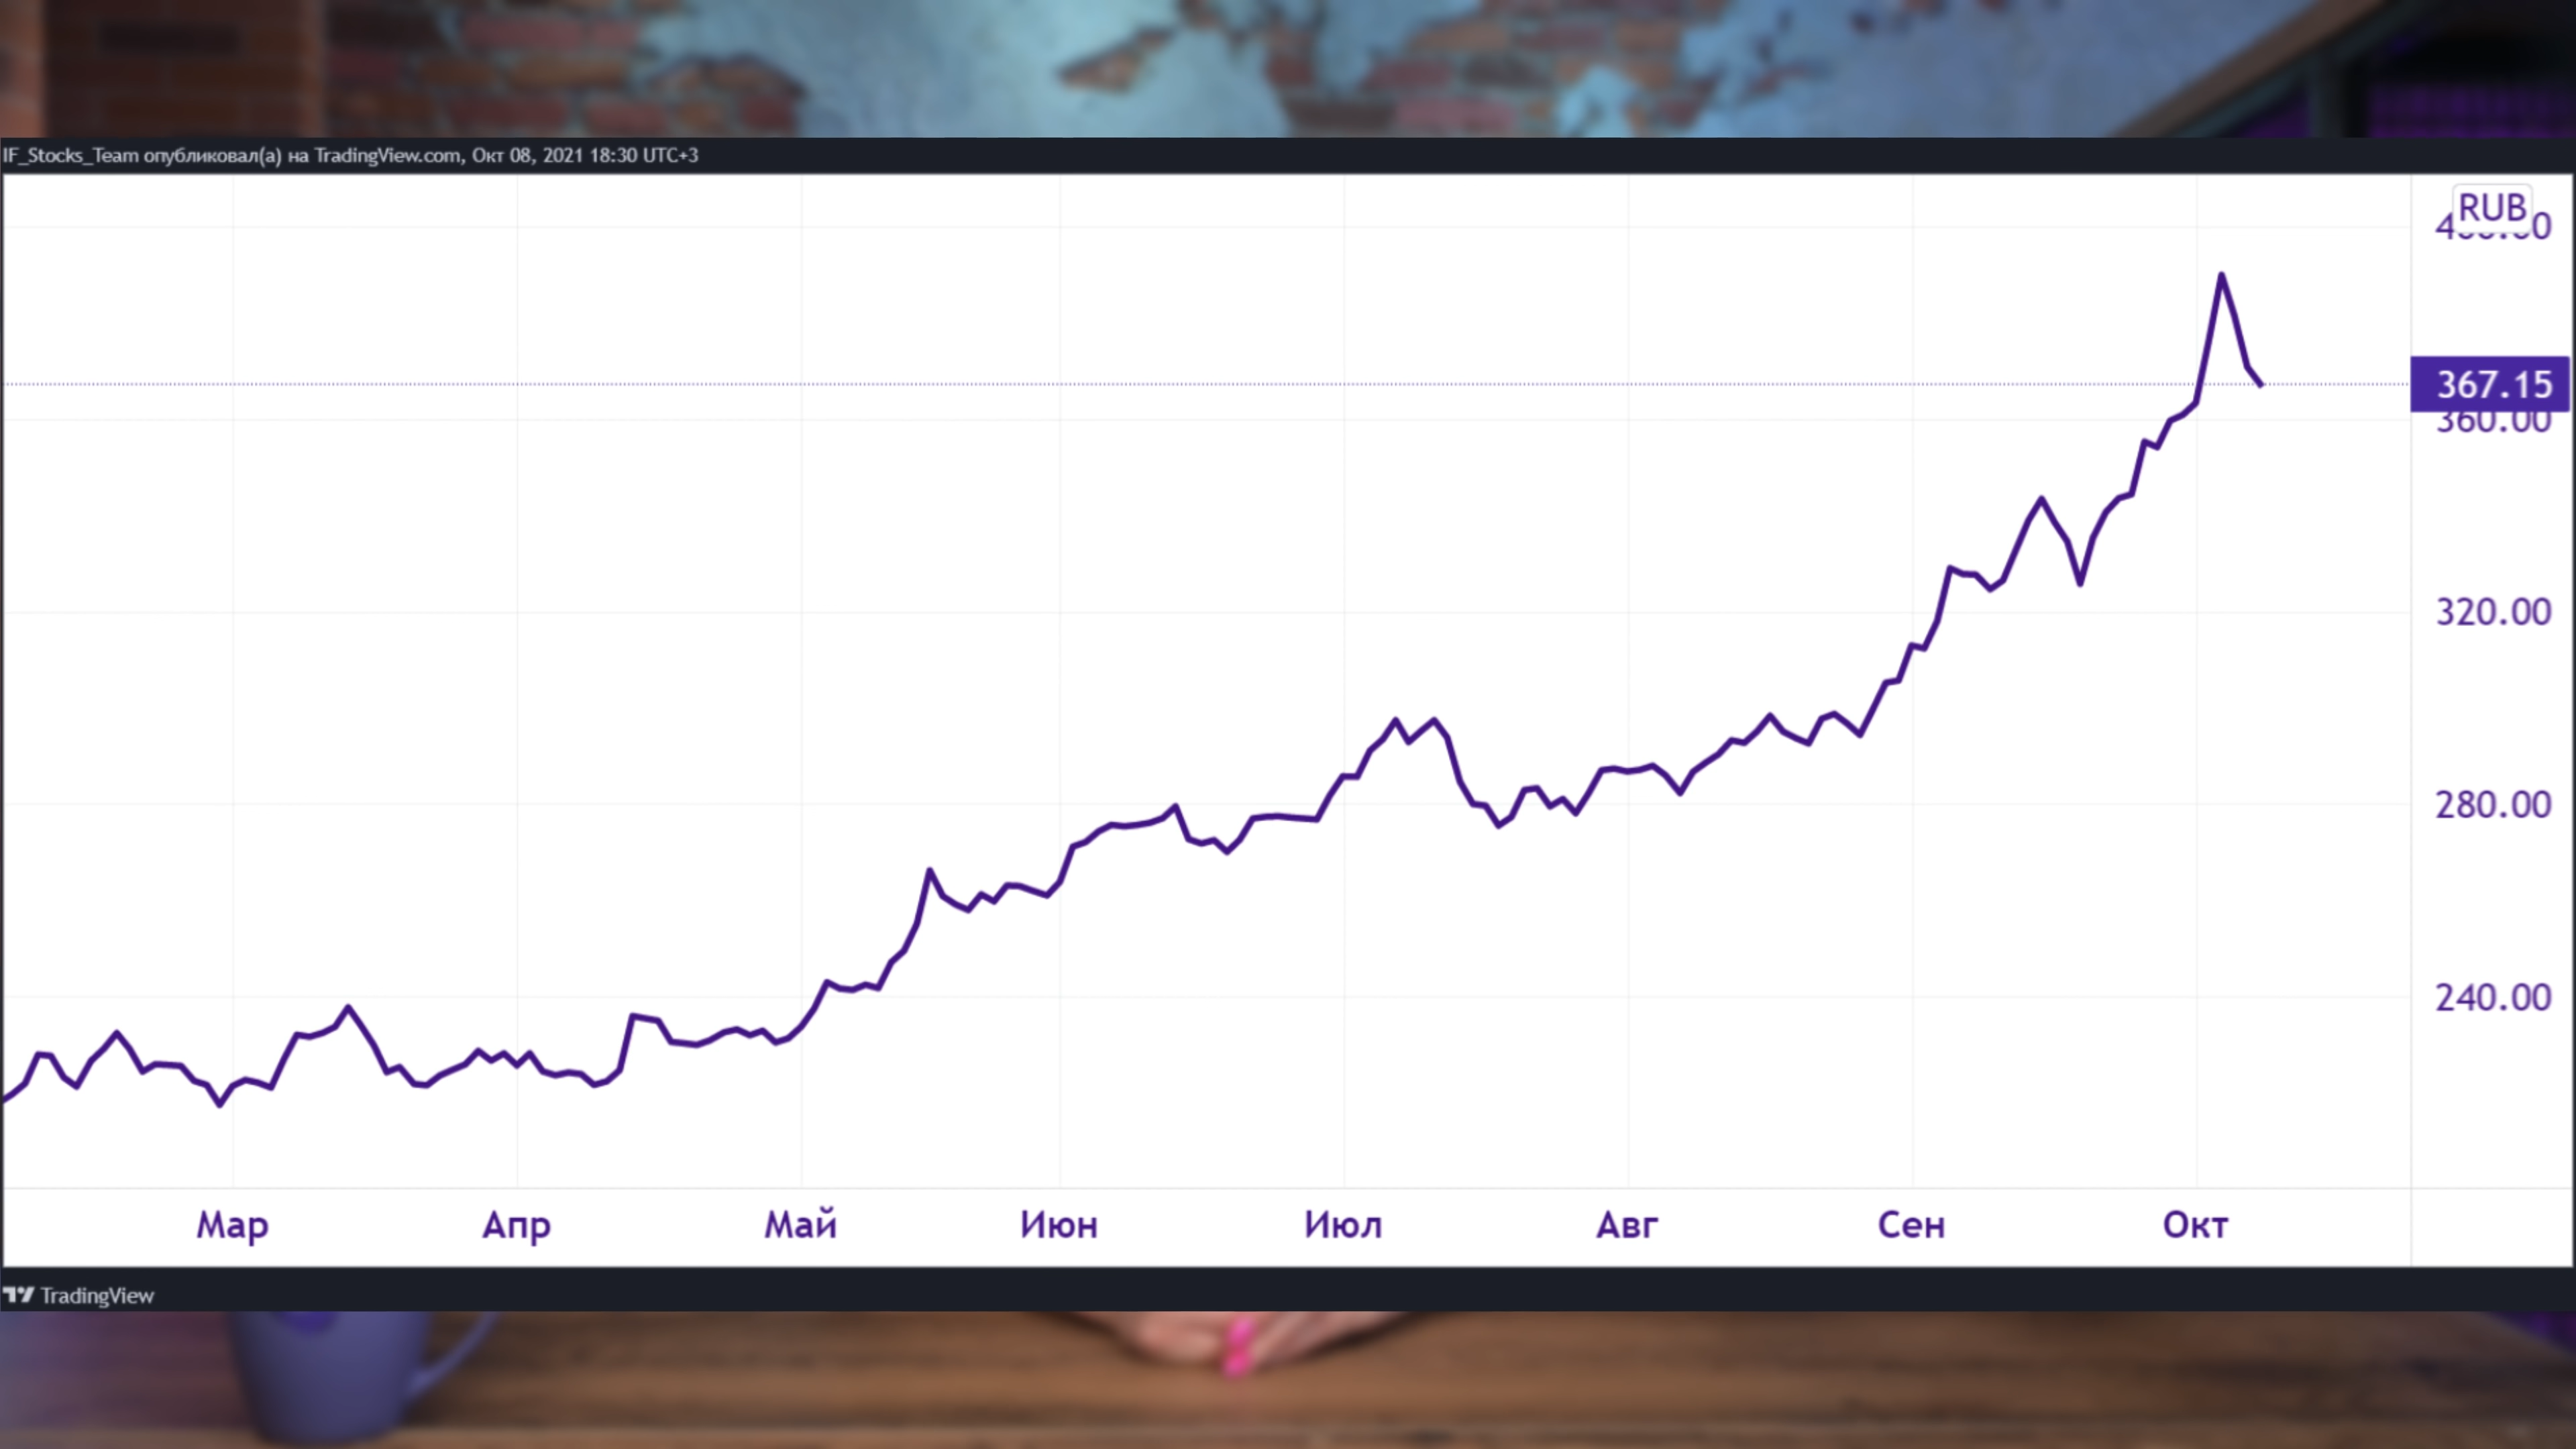 IF_Stocks_Team опубликовал(а) на TradingView.com, Окт 08, 2021 18:30 UTC+3
RUB
367.15
360.00
320.00
280.00
240.00
Мар Апр Май Июн Июл Авг Сен Окт
TradingView